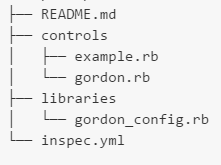 ├── README.md
├── controls
│   ├── example.rb
│   └── gordon.rb
├── libraries
│   └── gordon_config.rb
└── inspec.yml